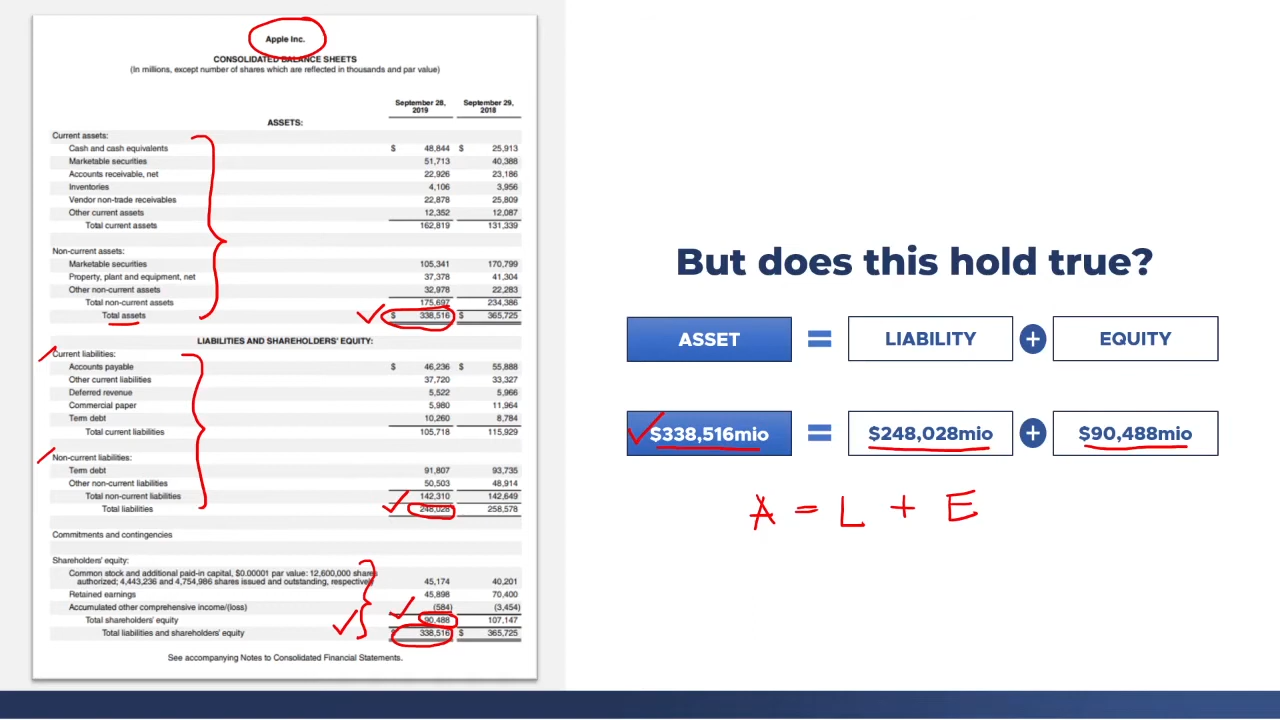 Apple Inc.
CONSOLIDATED BALANCE SHEETS
(In millions, except number of shares which are reflected in thousands and par value)
September 28, 2019 September 29, 2018
ASSETS:
Current assets:
Cash and cash equivalents $ 48,844 $ 25,913
Marketable securities 51,713 40,388
Accounts receivable, net 22,926 23,186
Inventories 4,106 3,956
Vendor non-trade receivables 22,878 25,809
Other current assets 12,352 12,087
Total current assets 162,819 131,339
Non-current assets:
Marketable securities 105,341 170,799
Property, plant and equipment, net 37,378 41,304
Other non-current assets 32,978 22,283
Total non-current assets 175,697 234,386
Total assets $ 338,516 $ 365,725
LIABILITIES AND SHAREHOLDERS' EQUITY:
Current liabilities:
Accounts payable $ 46,236 $ 55,888
Other current liabilities 37,720 33,327
Deferred revenue 5,522 5,966
Commercial paper 5,980 11,964
Term debt 10,260 8,784
Total current liabilities 105,718 115,929
Non-current liabilities:
Term debt 91,807 93,735
Other non-current liabilities 50,503 48,914
Total non-current liabilities 142,310 142,649
Total liabilities 248,028 258,578
Commitments and contingencies
Shareholders' equity:
Common stock and additional paid-in capital, $0.00001 par value: 12,600,000 shares
authorized; 4,443,236 and 4,754,986 shares issued and outstanding, respectively 45,174 40,201
Retained earnings 45,898 70,400
Accumulated other comprehensive income/(loss) (584) (3,454)
Total shareholders' equity 90,488 107,147
Total liabilities and shareholders' equity $ 338,516 $ 365,725
See accompanying Notes to Consolidated Financial Statements.
But does this hold true?
ASSET = LIABILITY + EQUITY
$338,516mio = $248,028mio + $90,488mio
A = L + E